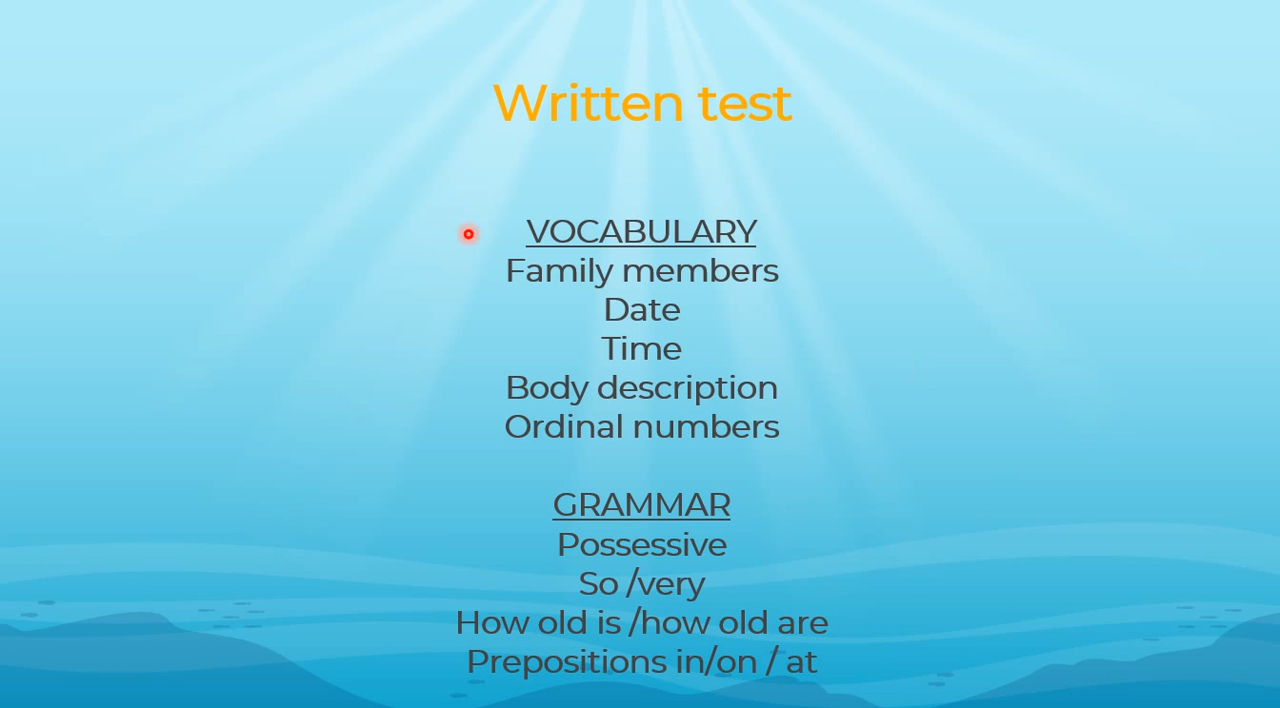 Written test
VOCABULARY
Family members
Date
Time
Body description
Ordinal numbers
GRAMMAR
Possessive
So /very
How old is /how old are
Prepositions in/on / at